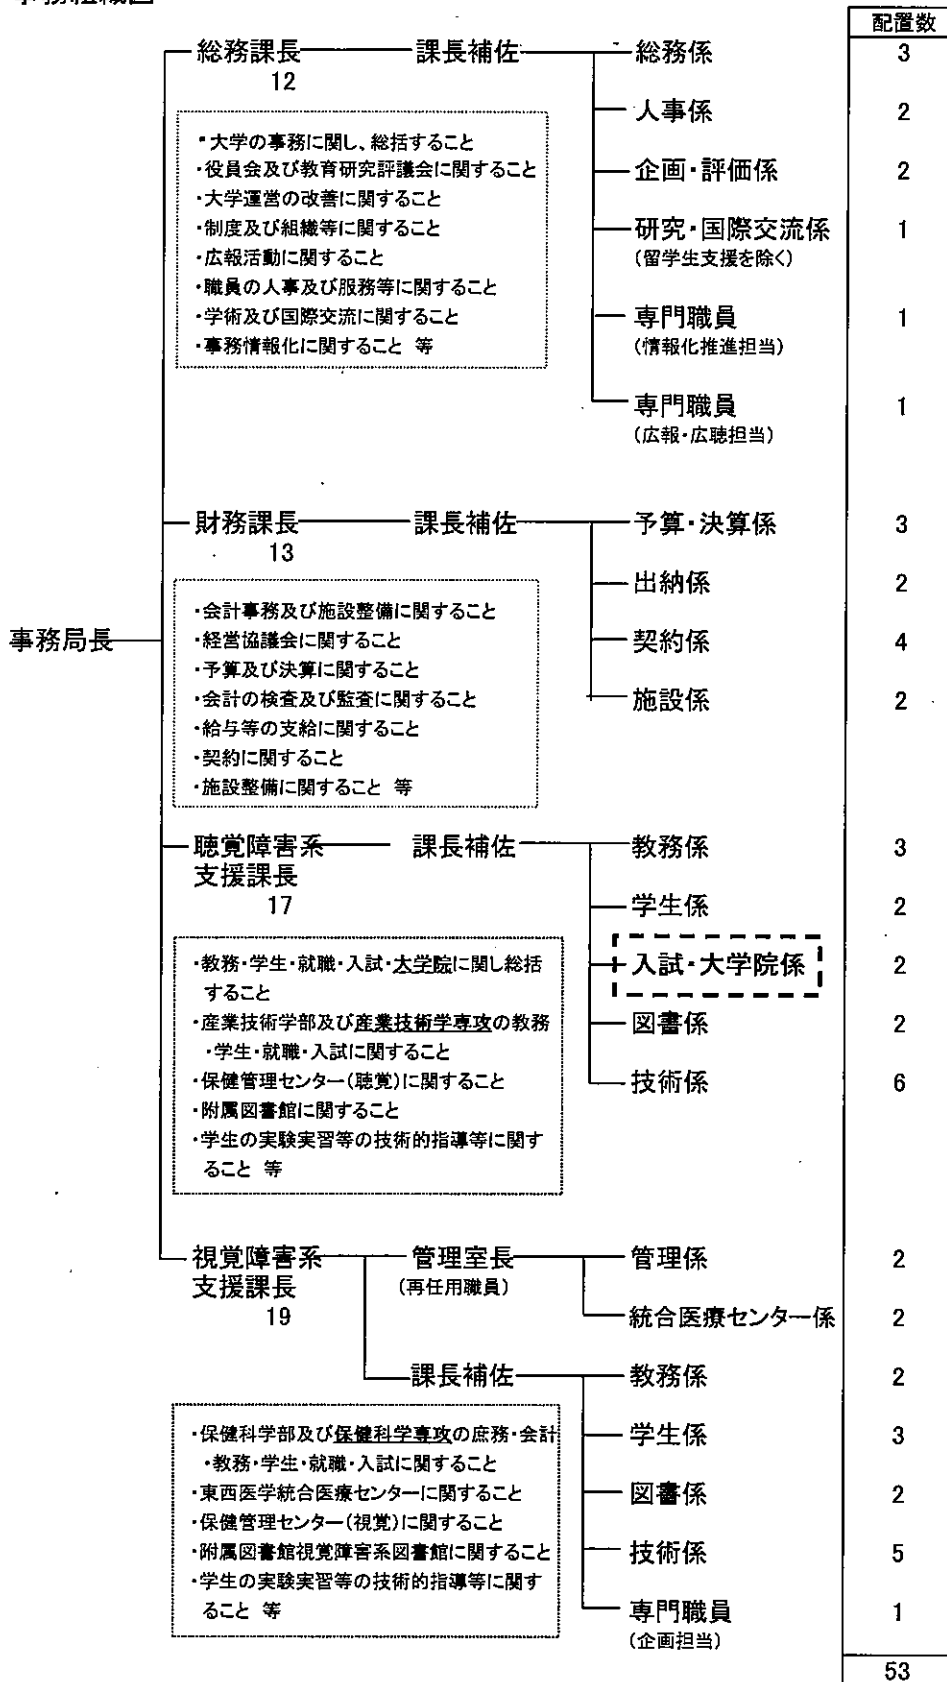 配置数
総務課長 課長補佐 総務係 3
12
人事係 2
・大学の事務に関し、総括すること
・役員会及び教育研究評議会に関すること
企画・評価係 2
・大学運営の改善に関すること
・制度及び組織等に関すること
研究・国際交流係 1
(留学生支援を除く)
・広報活動に関すること
・職員の人事及び服務等に関すること
・学術及び国際交流に関すること
専門職員 1
・事務情報化に関すること 等
(情報化推進担当)
専門職員 1
(広報・広聴担当)
財務課長 課長補佐 予算・決算係 3
13
出納係 2
・会計事務及び施設整備に関すること
事務局長
・経営協議会に関すること
契約係 4
・予算及び決算に関すること
・会計の検査及び監査に関すること
施設係 2
・給与等の支給に関すること
・契約に関すること
・施設整備に関すること 等
聴覚障害系 課長補佐 教務係 3
支援課長
17
学生係 2
・教務・学生・就職・入試・大学院に関し総括
すること
入試・大学院係 2
・産業技術学部及び産業技術学専攻の教務
・学生・就職・入試に関すること
図書係 2
・保健管理センター(聴覚)に関すること
技術係 6
・附属図書館に関すること
・学生の実験実習等の技術的指導等に関す
ること 等
視覚障害系 管理室長 管理係 2
支援課長 (再任用職員)
19
統合医療センター係 2
課長補佐 教務係 2
・保健科学部及び保健科学専攻の庶務・会計
・教務・学生・就職・入試に関すること
学生係 3
・東西医学統合医療センターに関すること
図書係 2
・保健管理センター(視覚)に関すること
・附属図書館視覚障害系図書館に関すること
技術係 5
・学生の実験実習等の技術的指導等に関す
ること 等
専門職員 1
(企画担当)
53